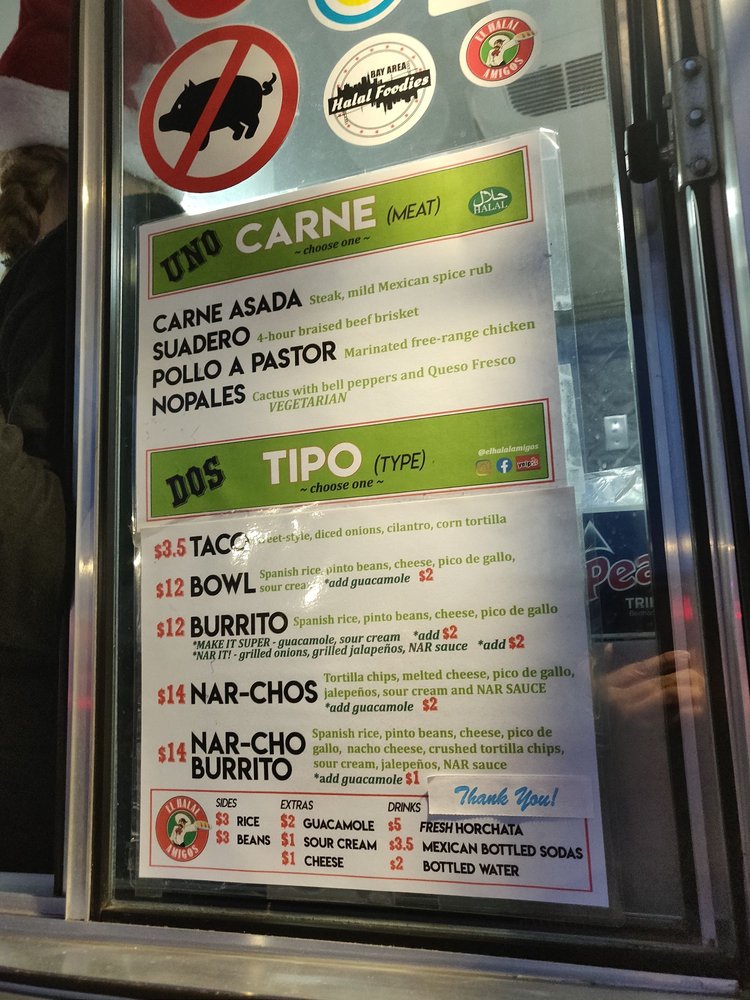 BAY AREA
Halal Foodies
EL HALAL
AMIGOS
UNO CARNE (MEAT)
~ choose one ~
حلال
HALAL
CARNE ASADA Steak, mild Mexican spice rub
SUADERO 4-hour braised beef brisket
POLLO A PASTOR Marinated free-range chicken
NOPALES Cactus with bell peppers and Queso Fresco
VEGETARIAN
DOS TIPO (TYPE)
~ choose one ~
@elhalalamigos
yelp
$3.5 TACO diced onions, cilantro, corn tortilla
$12 BOWL Spanish rice, pinto beans, cheese, pico de gallo,
sour cream *add guacamole $2
$12 BURRITO Spanish rice, pinto beans, cheese, pico de gallo
*MAKE IT SUPER - guacamole, sour cream *add $2
*NAR IT! - grilled onions, grilled jalapeños, NAR sauce *add $2
$14 NAR-CHOS Tortilla chips, melted cheese, pico de gallo,
jalepeños, sour cream and NAR SAUCE
*add guacamole $2
$14 NAR-CHO BURRITO Spanish rice, pinto beans, cheese, pico de
gallo, nacho cheese, crushed tortilla chips,
sour cream, jalepeños, NAR sauce
*add guacamole $1
Thank You!
EL HALAL
AMIGOS
SIDES
$3 RICE
$3 BEANS
EXTRAS
$2 GUACAMOLE
$1 SOUR CREAM
$1 CHEESE
DRINKS
$5 FRESH HORCHATA
$3.5 MEXICAN BOTTLED SODAS
$2 BOTTLED WATER